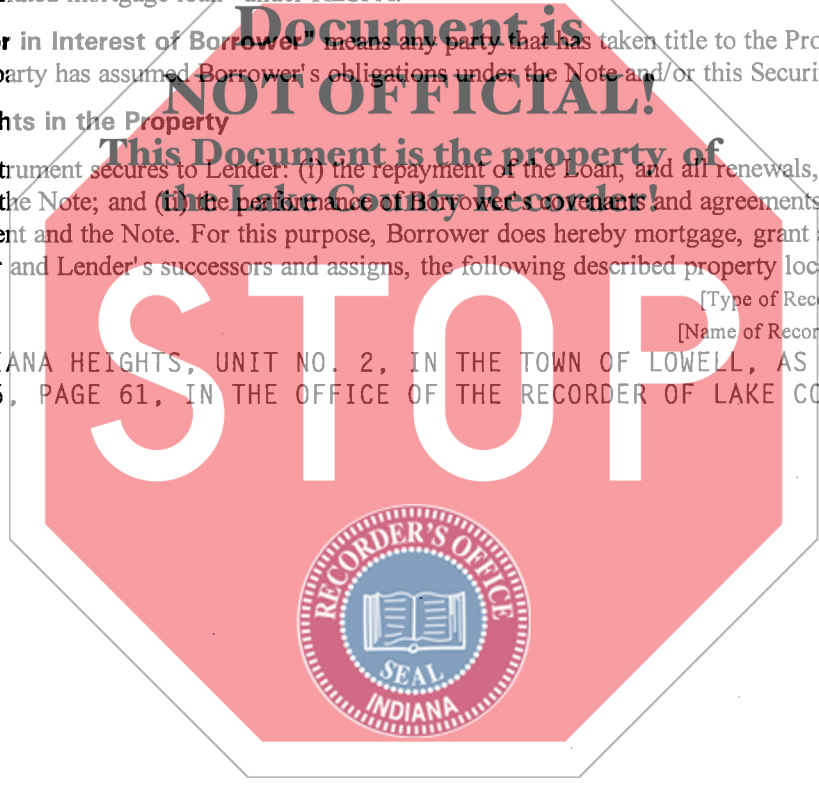 Document is
r in Interest of Borrower" means any party that has taken title to the Pro
party has assumed Borrower's obligations under the Note and/or this Securi
NOT OFFICIAL!
hts in the Property
This Document is the property of
trument secures to Lender: (i) the repayment of the Loan, and all renewals,
the Note; and (ii) the performance of Borrower's covenants and agreements
the Lake County Recorder!
ent and the Note. For this purpose, Borrower does hereby mortgage, grant
r and Lender's successors and assigns, the following described property loc
[Type of Reco
[Name of Recor
IANA HEIGHTS, UNIT NO. 2, IN THE TOWN OF LOWELL, AS
, PAGE 61, IN THE OFFICE OF THE RECORDER OF LAKE CO
STOP
RECORDER'S OFFICE
SEAL
INDIANA